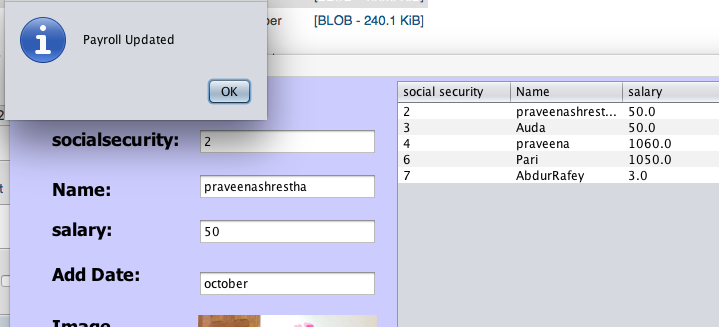 ber [BLOB - 240.1 KiB]
Payroll Updated
OK
social security Name salary
2 praveenashrest... 50.0
3 Auda 50.0
4 praveena 1060.0
6 Pari 1050.0
7 AbdurRafey 3.0
socialsecurity: 2
Name: praveenashrestha
salary: 50
Add Date: october
Image